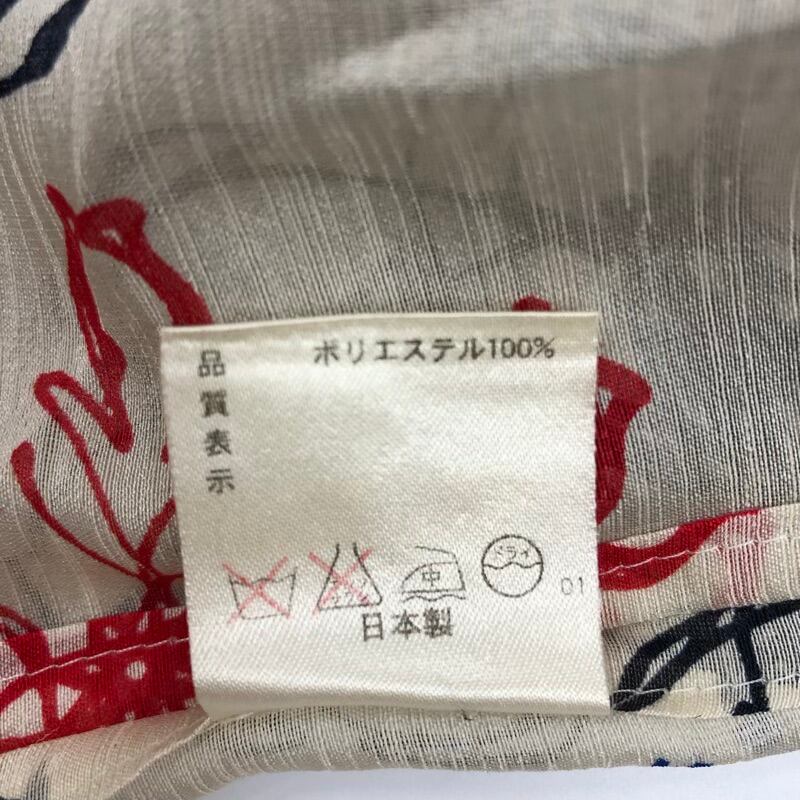 ポリエステル100%
品質表示
中
ドライ
01
日本製